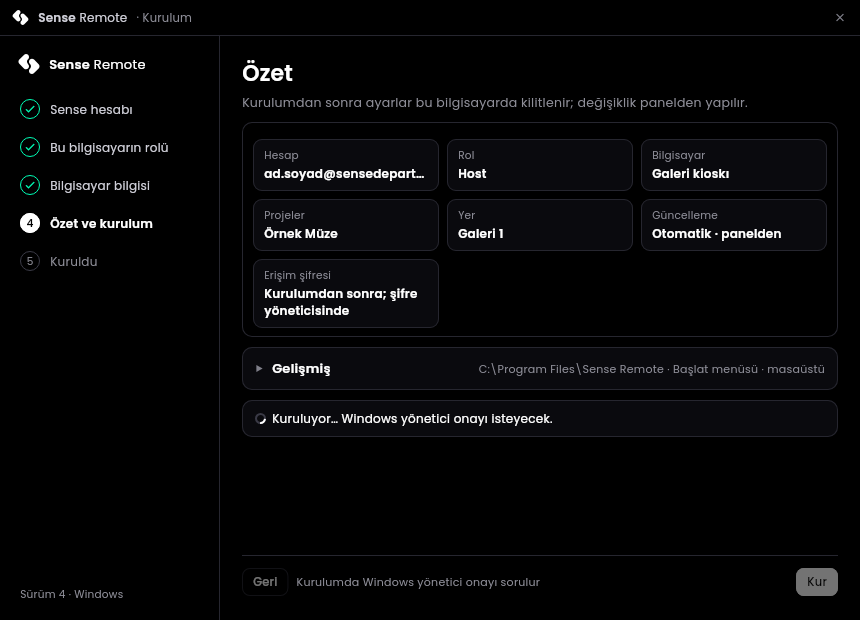 Sense Remote · Kurulum
Sense Remote
Sense hesabı
Bu bilgisayarın rolü
Bilgisayar bilgisi
4 Özet ve kurulum
5 Kuruldu
Sürüm 4 · Windows
Özet
Kurulumdan sonra ayarlar bu bilgisayarda kilitlenir; değişiklik panelden yapılır.
Hesap
ad.soyad@sensedepart...
Rol
Host
Bilgisayar
Galeri kioskı
Projeler
Örnek Müze
Yer
Galeri 1
Güncelleme
Otomatik · panelden
Erişim şifresi
Kurulumdan sonra; şifre
yöneticisinde
Gelişmiş
C:\Program Files\Sense Remote · Başlat menüsü · masaüstü
Kuruluyor... Windows yönetici onayı isteyecek.
Geri
Kurulumda Windows yönetici onayı sorulur
Kur